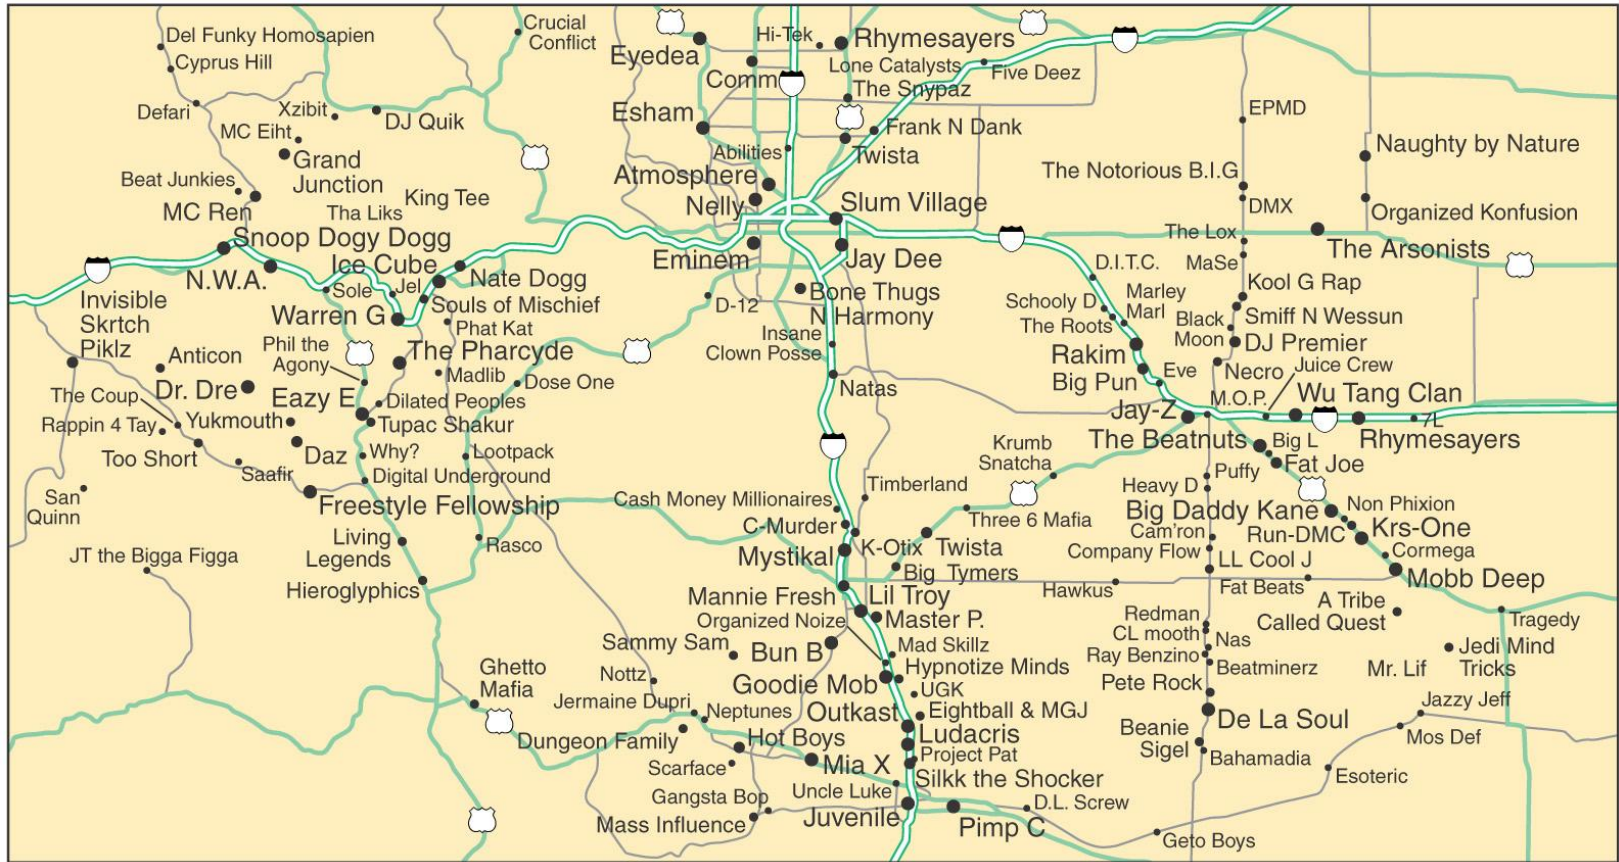 Del Funky Homosapien
Cyprus Hill
Defari
Xzibit
MC Eiht
DJ Quik
Grand
Junction
Beat Junkies
MC Ren
King Tee
Tha Liks
Snoop Dogy Dogg
Ice Cube
N.W.A.
Nate Dogg
Sole
Jel
Souls of Mischief
Warren G
Phat Kat
Invisible
Skrtch
Piklz
Anticon
Phil the
Agony
The Pharcyde
Madlib
Dose One
Dr. Dre
Eazy E
Dilated Peoples
Tupac Shakur
The Coup
Yukmouth
Rappin 4 Tay
Too Short
Daz
Why?
Lootpack
Saafir
Digital Underground
San
Quinn
Freestyle Fellowship
Living
Legends
Rasco
JT the Bigga Figga
Hieroglyphics
Ghetto
Mafia
Crucial
Conflict
Eyedea
Hi-Tek
Rhymesayers
Comm
Lone Catalysts
Five Deez
The Snypaz
Esham
Frank N Dank
Abilities
Twista
Atmosphere
Nelly
Slum Village
Eminem
Jay Dee
D-12
Bone Thugs
N Harmony
Insane
Clown Posse
Natas
EPMD
Naughty by Nature
The Notorious B.I.G
DMX
Organized Konfusion
The Lox
The Arsonists
MaSe
D.I.T.C.
Kool G Rap
Schooly D
Marley
Marl
The Roots
Smiff N Wessun
Black
Moon
DJ Premier
Rakim
Big Pun
Eve
Necro
Juice Crew
M.O.P.
Wu Tang Clan
Jay-Z
7L
Rhymesayers
The Beatnuts
Big L
Fat Joe
Krumb
Snatcha
Puffy
Heavy D
Timberland
Cash Money Millionaires
Three 6 Mafia
Big Daddy Kane
Non Phixion
C-Murder
Cam'ron
Run-DMC
Krs-One
Mystikal
K-Otix
Twista
Company Flow
LL Cool J
Cormega
Big Tymers
Hawkus
Fat Beats
Mobb Deep
Mannie Fresh
Lil Troy
A Tribe
Called Quest
Tragedy
Organized Noize
Master P.
Redman
CL mooth
Nas
Sammy Sam
Bun B
Mad Skillz
Ray Benzino
Beatminerz
Jedi Mind
Tricks
Mr. Lif
Hypnotize Minds
Nottz
Goodie Mob
UGK
Pete Rock
Jermaine Dupri
Neptunes
Outkast
Eightball & MGJ
De La Soul
Jazzy Jeff
Dungeon Family
Hot Boys
Ludacris
Beanie
Sigel
Mos Def
Project Pat
Bahamadia
Scarface
Mia X
Silkk the Shocker
Esoteric
Uncle Luke
Gangsta Bop
Mass Influence
Juvenile
D.L. Screw
Pimp C
Geto Boys